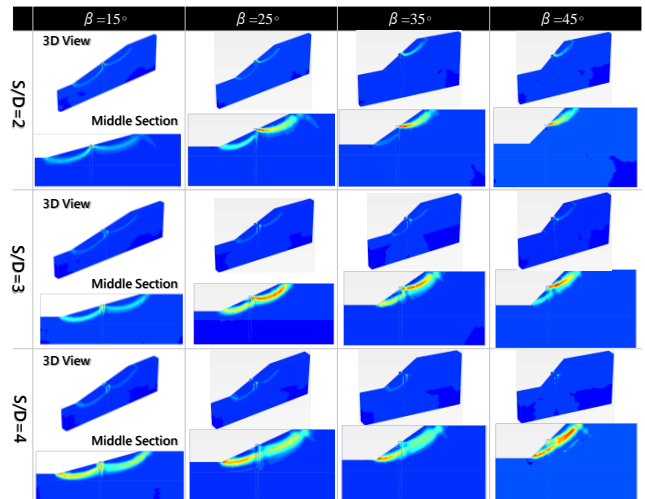 β=15° β=25° β=35° β=45°
S/D=2
3D View
Middle Section
S/D=3
3D View
Middle Section
S/D=4
3D View
Middle Section